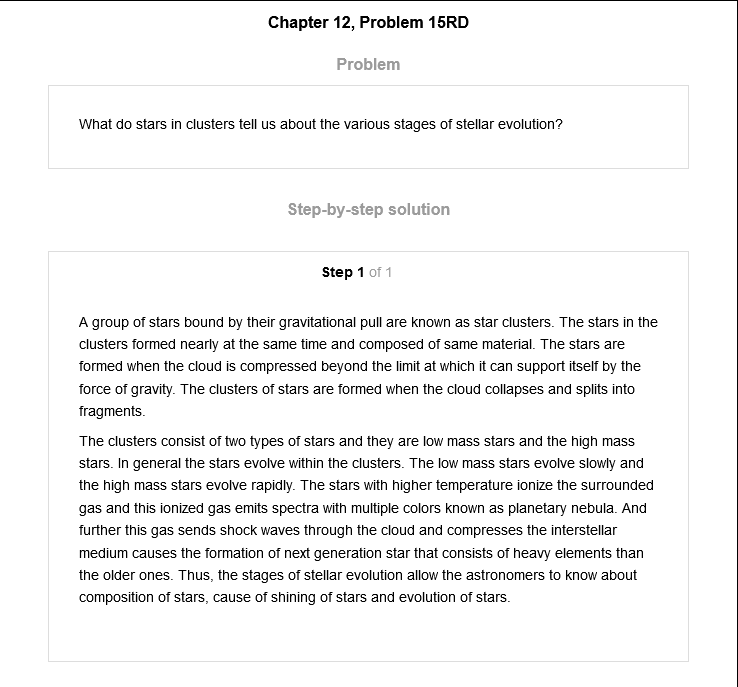 Chapter 12, Problem 15RD
Problem
What do stars in clusters tell us about the various stages of stellar evolution?
Step-by-step solution
Step 1 of 1
A group of stars bound by their gravitational pull are known as star clusters. The stars in the
clusters formed nearly at the same time and composed of same material. The stars are
formed when the cloud is compressed beyond the limit at which it can support itself by the
force of gravity. The clusters of stars are formed when the cloud collapses and splits into
fragments.
The clusters consist of two types of stars and they are low mass stars and the high mass
stars. In general the stars evolve within the clusters. The low mass stars evolve slowly and
the high mass stars evolve rapidly. The stars with higher temperature ionize the surrounded
gas and this ionized gas emits spectra with multiple colors known as planetary nebula. And
further this gas sends shock waves through the cloud and compresses the interstellar
medium causes the formation of next generation star that consists of heavy elements than
the older ones. Thus, the stages of stellar evolution allow the astronomers to know about
composition of stars, cause of shining of stars and evolution of stars.